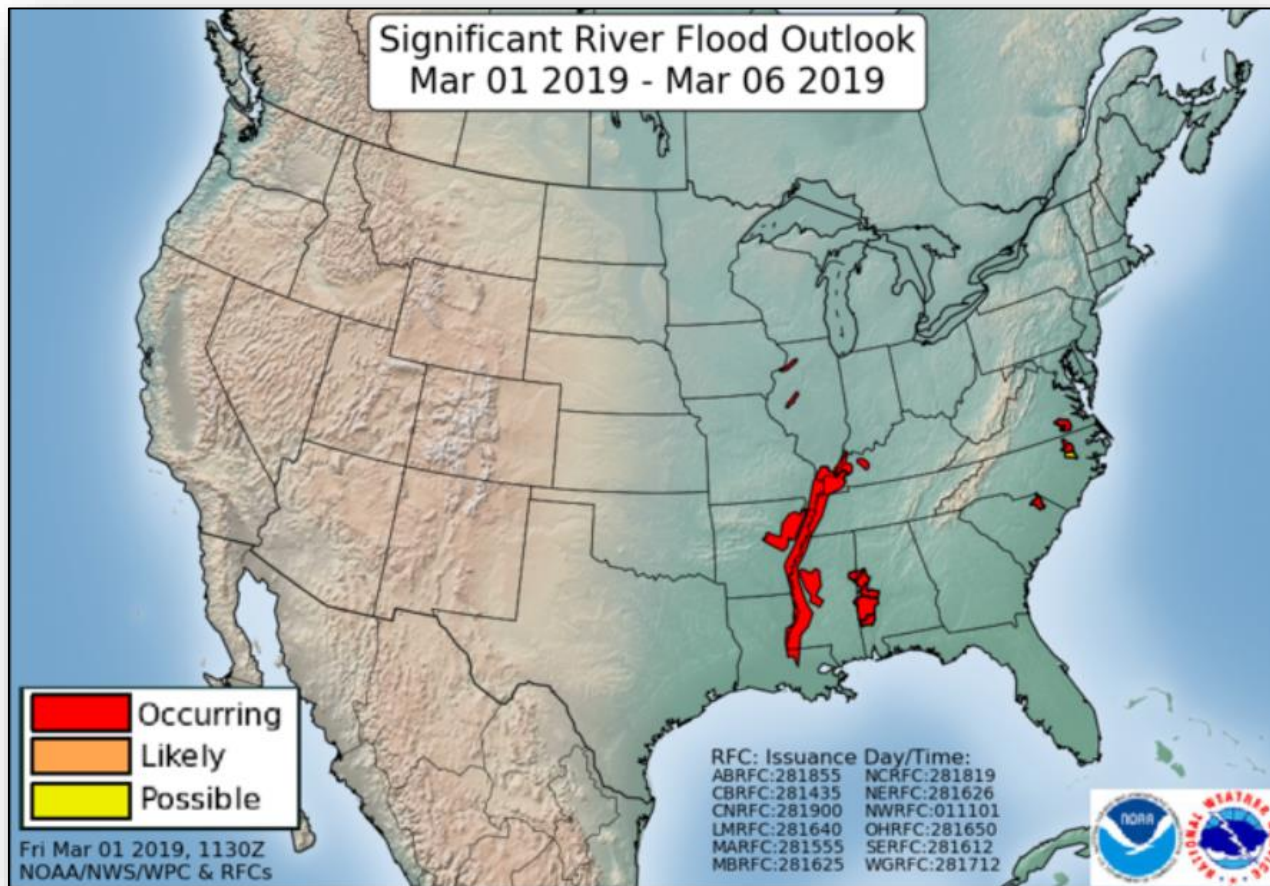 Significant River Flood Outlook
Mar 01 2019 - Mar 06 2019
Occurring
Likely
Possible
Fri Mar 01 2019, 1130Z
NOAA/NWS/WPC & RFCs
RFC: Issuance Day/Time:
ABRFC:281855 NCRFC:281819
CBRFC:281435 NERFC:281626
CNRFC:281900 NWRFC:011101
LMRFC:281640 OHRFC:281650
MARFC:281555 SERFC:281612
MBRFC:281625 WGRFC:281712
NOAA
NATIONAL WEATHER